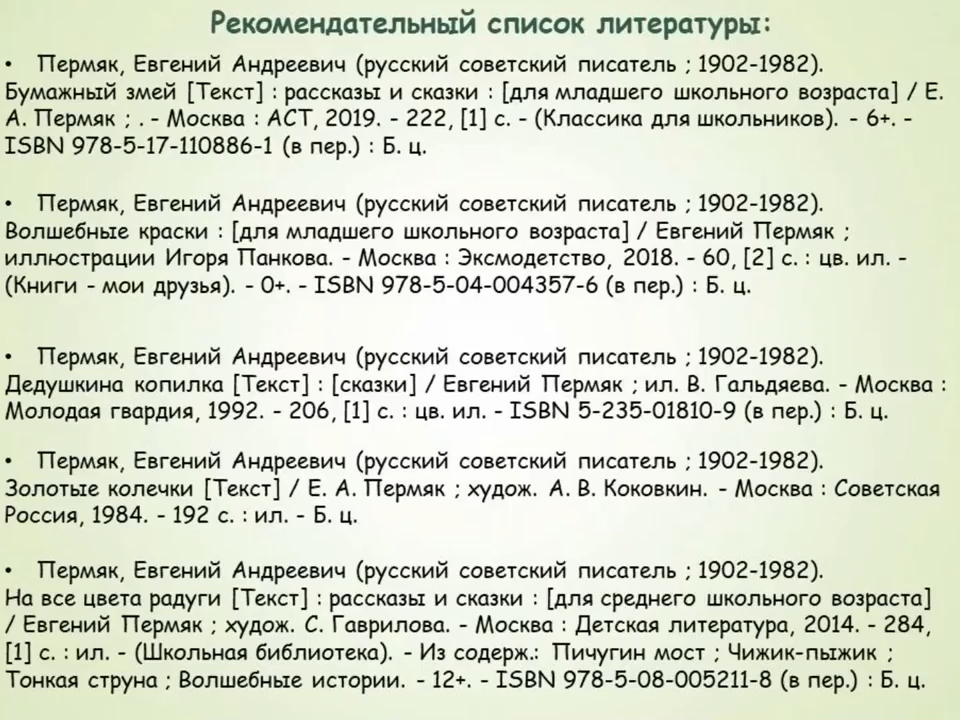 Рекомендательный список литературы:
• Пермяк, Евгений Андреевич (русский советский писатель ; 1902-1982).
Бумажный змей [Текст] : рассказы и сказки : [для младшего школьного возраста] / Е.
А. Пермяк ; . - Москва : АСТ, 2019. - 222, [1] с. - (Классика для школьников). - 6+. -
ISBN 978-5-17-110886-1 (в пер.) : Б. ц.
• Пермяк, Евгений Андреевич (русский советский писатель ; 1902-1982).
Волшебные краски : [для младшего школьного возраста] / Евгений Пермяк ;
иллюстрации Игоря Панкова. - Москва : Эксмодетство, 2018. - 60, [2] с. : цв. ил. -
(Книги - мои друзья). - 0+. - ISBN 978-5-04-004357-6 (в пер.) : Б. ц.
• Пермяк, Евгений Андреевич (русский советский писатель ; 1902-1982).
Дедушкина копилка [Текст] : [сказки] / Евгений Пермяк ; ил. В. Гальдяева. - Москва :
Молодая гвардия, 1992. - 206, [1] с. : цв. ил. - ISBN 5-235-01810-9 (в пер.) : Б. ц.
• Пермяк, Евгений Андреевич (русский советский писатель ; 1902-1982).
Золотые колечки [Текст] / Е. А. Пермяк ; худож. А. В. Коковкин. - Москва : Советская
Россия, 1984. - 192 с. : ил. - Б. ц.
• Пермяк, Евгений Андреевич (русский советский писатель ; 1902-1982).
На все цвета радуги [Текст] : рассказы и сказки : [для среднего школьного возраста]
/ Евгений Пермяк ; худож. С. Гаврилова. - Москва : Детская литература, 2014. - 284,
[1] с. : ил. - (Школьная библиотека). - Из содерж.: Пичугин мост ; Чижик-пыжик ;
Тонкая струна ; Волшебные истории. - 12+. - ISBN 978-5-08-005211-8 (в пер.) : Б. ц.